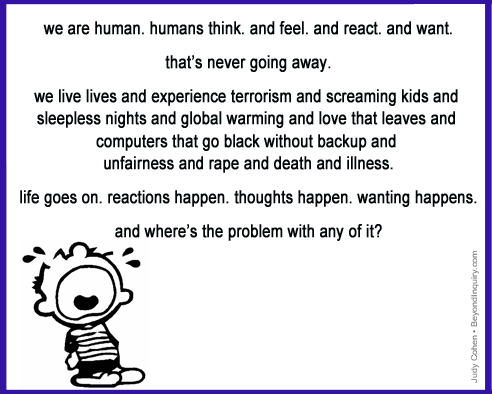 we are human. humans think. and feel. and react. and want.
that's never going away.
we live lives and experience terrorism and screaming kids and
sleepless nights and global warming and love that leaves and
computers that go black without backup and
unfairness and rape and death and illness.
life goes on. reactions happen. thoughts happen. wanting happens.
and where's the problem with any of it?
Judy Cohen • BeyondInquiry.com